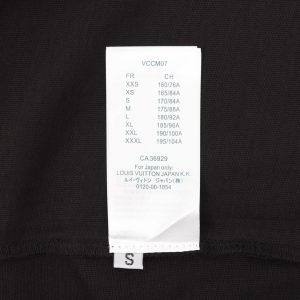 VCCM07
FR CH
XXS 160/76A
XS 165/84A
S 170/84A
M 175/88A
L 180/92A
XL 185/96A
XXL 190/100A
XXXL 195/104A
CA 36929
For Japan only:
LOUIS VUITTON JAPAN K.K.
ルイ・ヴィトン ジャパン(株)
0120-00-1854
S